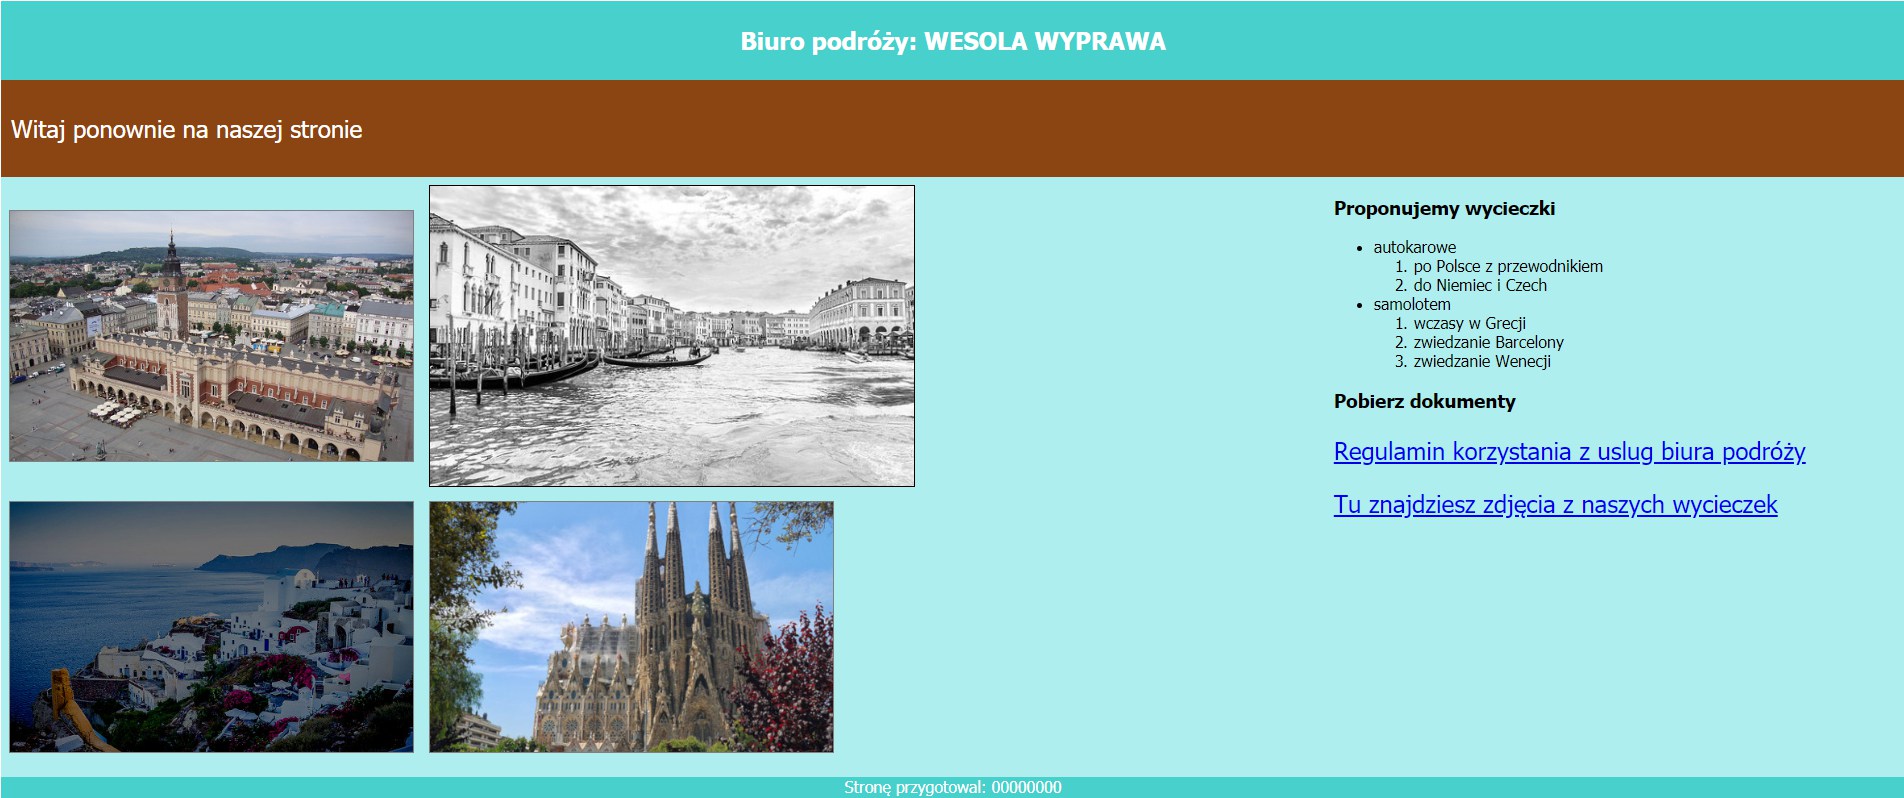 Biuro podróży: WESOLA WYPRAWA
Witaj ponownie na naszej stronie
Proponujemy wycieczki
• autokarowe
1. po Polsce z przewodnikiem
2. do Niemiec i Czech
• samolotem
1. wczasy w Grecji
2. zwiedzanie Barcelony
3. zwiedzanie Wenecji
Pobierz dokumenty
Regulamin korzystania z uslug biura podróży
Tu znajdziesz zdjęcia z naszych wycieczek
Stronę przygotowal: 00000000